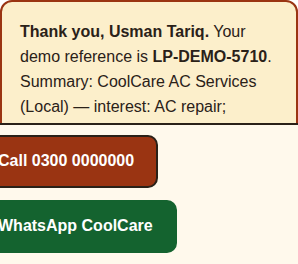 Thank you, Usman Tariq. Your
demo reference is LP-DEMO-5710.
Summary: CoolCare AC Services
(Local) — interest: AC repair;
Call 0300 0000000
WhatsApp CoolCare